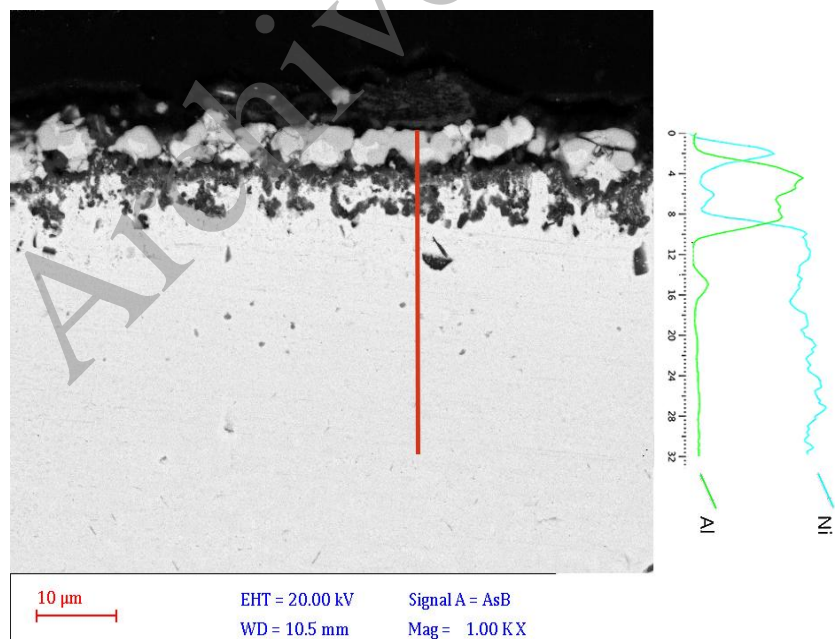 Archive
0
4
8
12
16
20
24
28
32
Al
Ni
10 µm
EHT = 20.00 kV
Signal A = AsB
WD = 10.5 mm
Mag = 1.00 K X